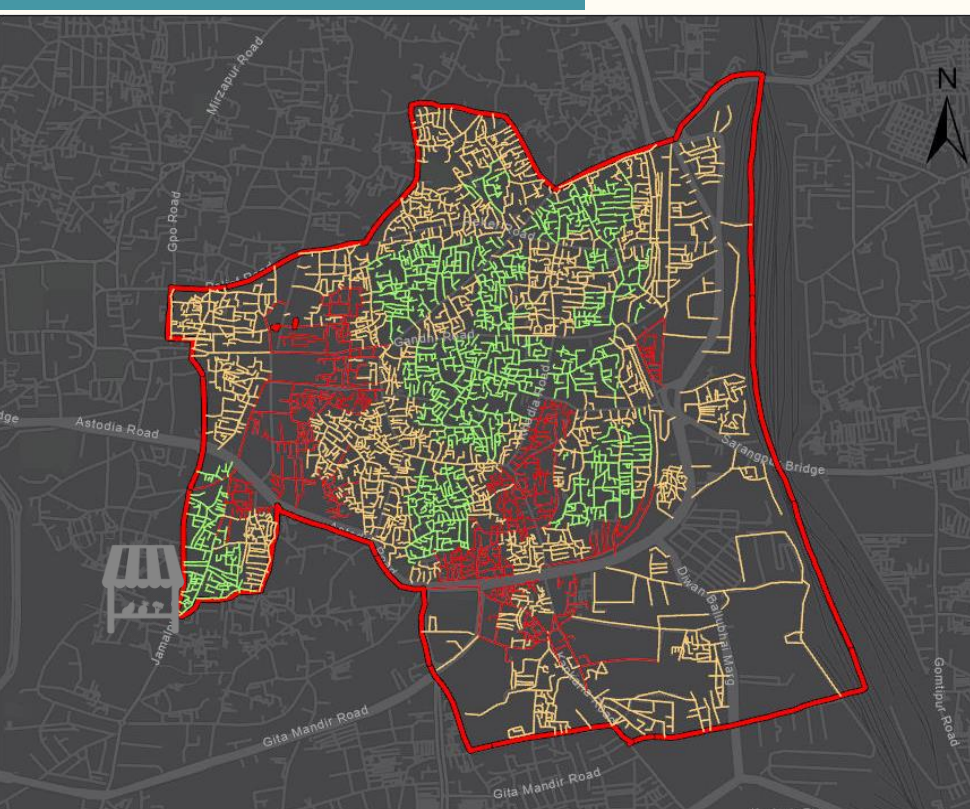 Mirzapur Road
N
Gpo Road
Road
Gandhi Road
Astodia Road
Sarangpur Bridge
Diwan Ballubhai Marg
Gomtipur Road
Gita Mandir Road
Gita Mandir Road